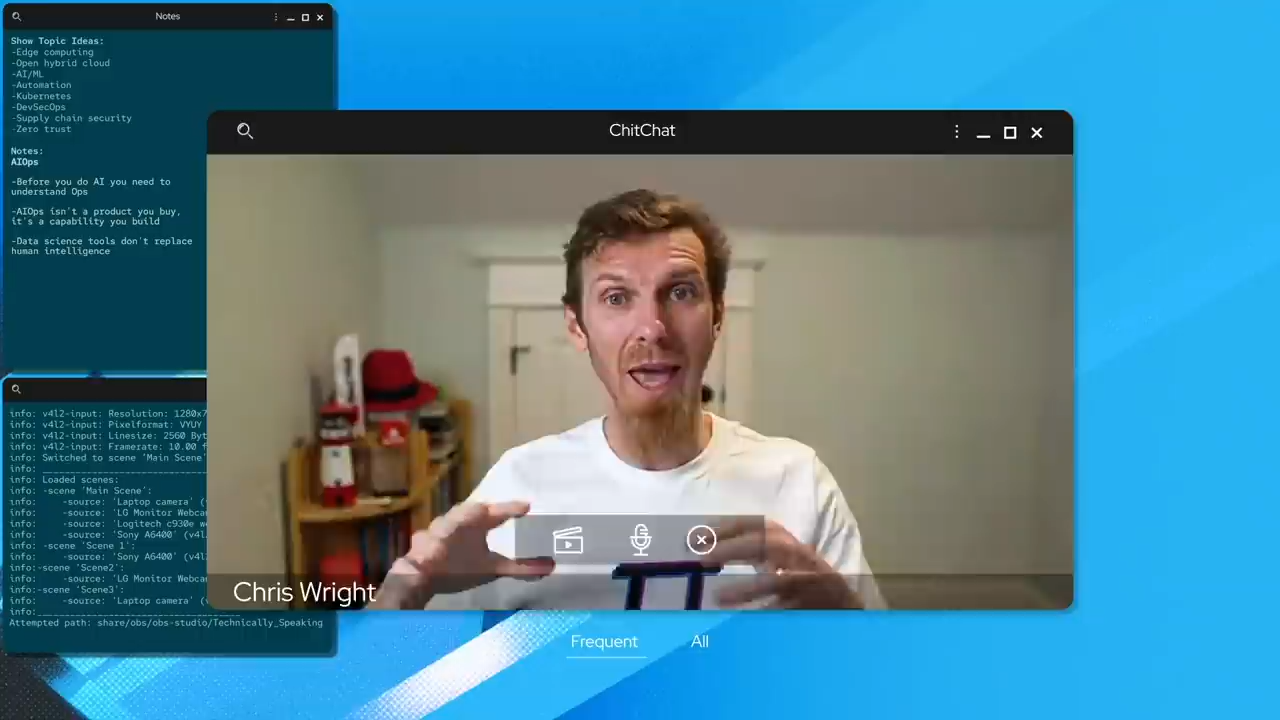 Notes
Show Topic Ideas:
-Edge computing
-Open hybrid cloud
-AI/ML
-Automation
-Kubernetes
-DevSecOps
-Supply chain security
-Zero trust
Notes:
AIOps
-Before you do AI you need to
understand Ops
-AIOps isn't a product you buy,
it's a capability you build
-Data science tools don't replace
human intelligence
ChitChat
Chris Wright
info: v4l2-input: Resolution: 1280x7
info: v4l2-input: Pixelformat: VYUY
info: v4l2-input: Linesize: 2560 Byt
info: v4l2-input: Framerate: 10.00 f
info: Switched to scene 'Main Scene'
info: ____________________________
info: Loaded scenes:
info: -scene 'Main Scene':
info: -source: 'Laptop camera' (v
info: -source: 'LG Monitor Webcam
info: -source: 'Logitech c930e we
info: -source: 'Sony A6400' (v4l
info: -scene 'Scene 1':
info: -source: 'Sony A6400' (v4l
info:-scene 'Scene2':
info: -source: 'LG Monitor Webcam
info:-scene 'Scene3':
info: -source: 'Laptop camera' (v
info:____________________________
Attempted path: share/obs/obs-studio/Technically_Speaking
Frequent
All